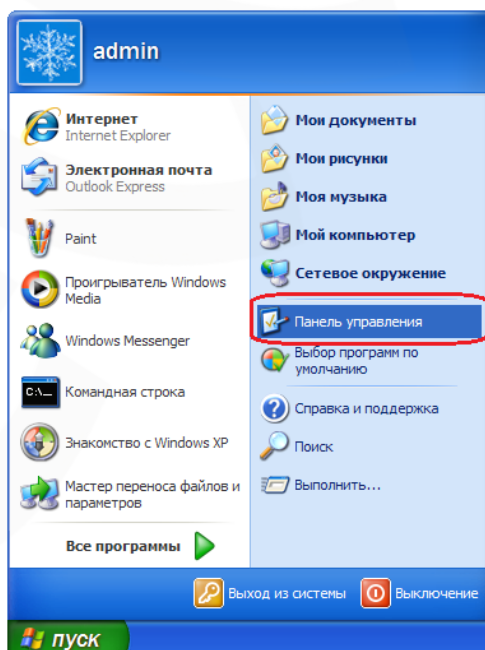 admin
Интернет
Internet Explorer
Электронная почта
Outlook Express
Paint
Проигрыватель Windows
Media
Windows Messenger
C:\_
Командная строка
Знакомство с Windows XP
Мастер переноса файлов и
параметров
Все программы
Мои документы
Мои рисунки
Моя музыка
Мой компьютер
Сетевое окружение
Панель управления
Выбор программ по
умолчанию
Справка и поддержка
Поиск
Выполнить...
Выход из системы
Выключение
пуск